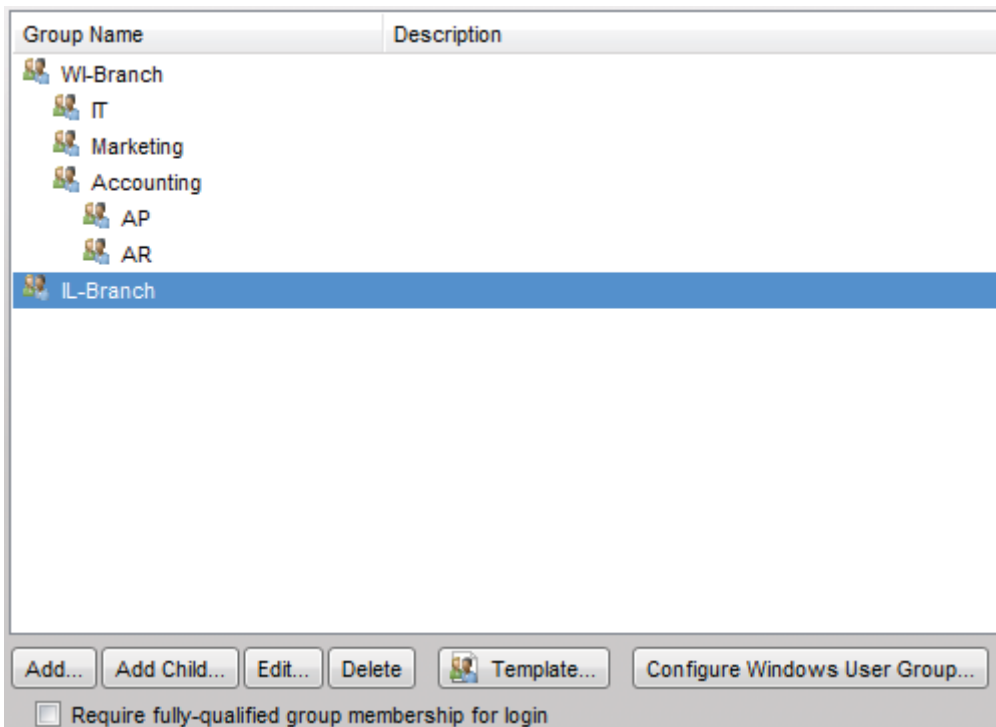 Group Name Description
WI-Branch
IT
Marketing
Accounting
AP
AR
IL-Branch
Add... Add Child... Edit... Delete Template... Configure Windows User Group...
Require fully-qualified group membership for login